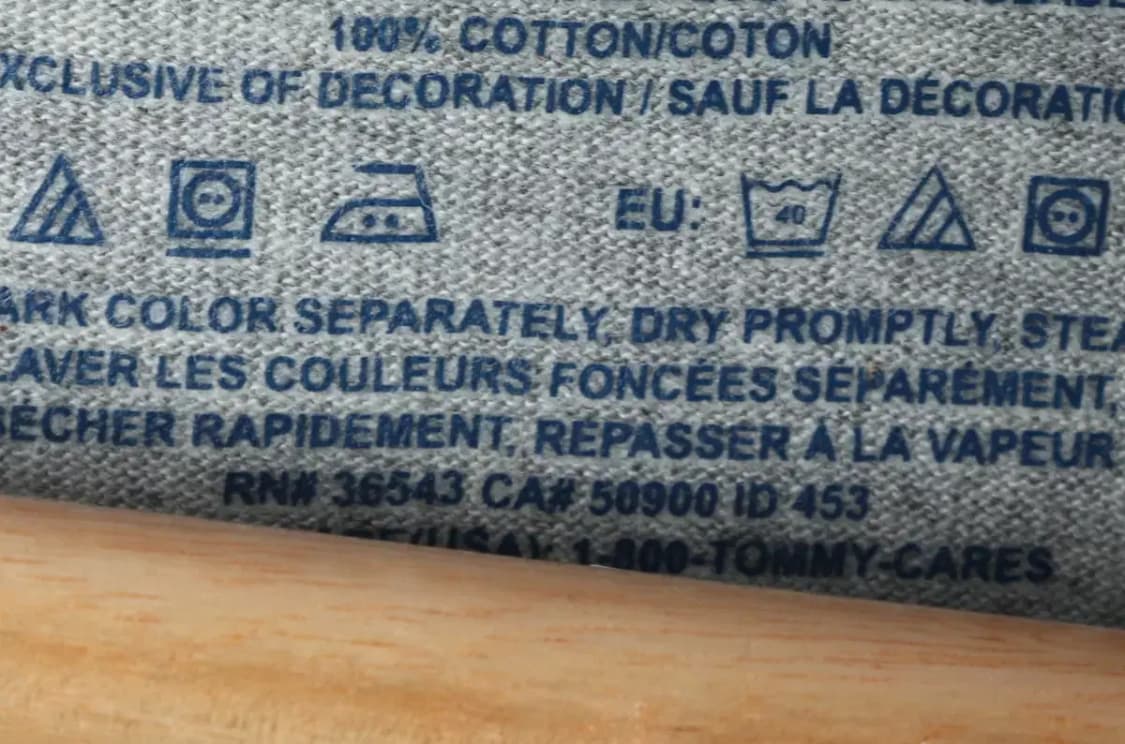 100% COTTON/COTON
XCLUSIVE OF DECORATION / SAUF LA DÉCORATIO
EU: 40
ARK COLOR SEPARATELY, DRY PROMPTLY, STEA
LAVER LES COULEURS FONCÉES SÉPARÉMENT,
SÉCHER RAPIDEMENT, REPASSER À LA VAPEUR
RN# 36543 CA# 50900 ID 453
(USA): 1-800-TOMMY-CARES